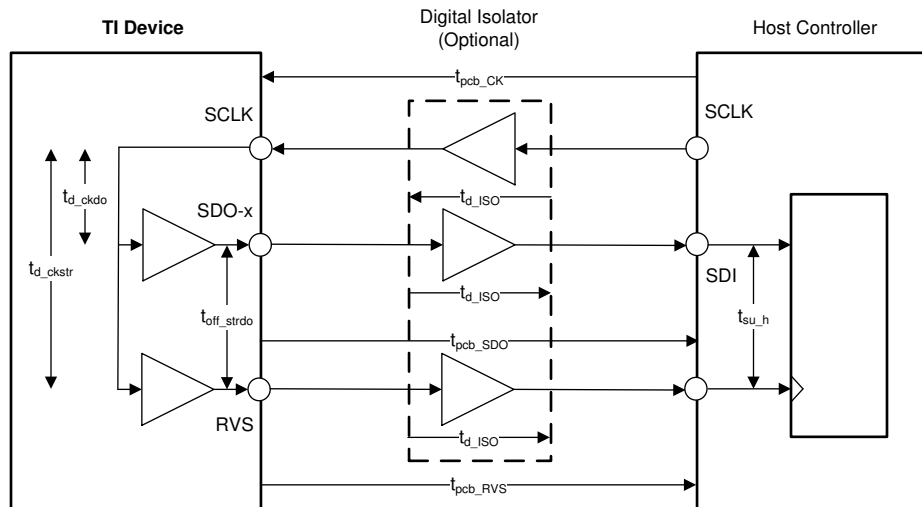 TI Device
Digital Isolator
(Optional)
Host Controller
t_pcb_CK
SCLK
SCLK
t_d_ckdo
t_d_ISO
SDO-x
SDI
t_d_ckstr
t_d_ISO
t_off_strdo
t_su_h
t_pcb_SDO
RVS
t_d_ISO
t_pcb_RVS